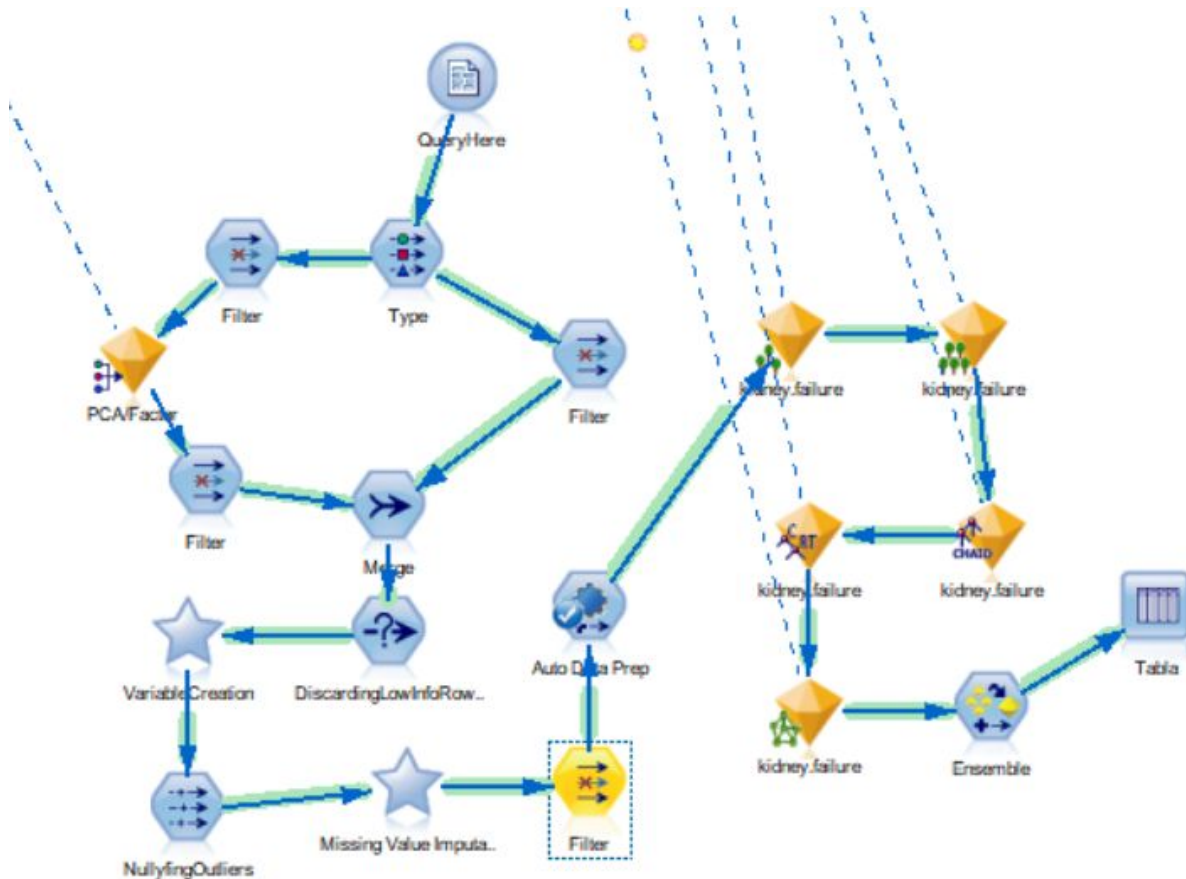 QueryHere
Filter
Type
Filter
PCA/Factor
Filter
Merge
VariableCreation
DiscardingLowInfoRow...
NullyfingOutliers
Missing Value Imputa...
Filter
Auto Data Prep
kidney.failure
kidney.failure
C
RT
kidney.failure
CHAID
kidney.failure
kidney.failure
Ensemble
Tabla